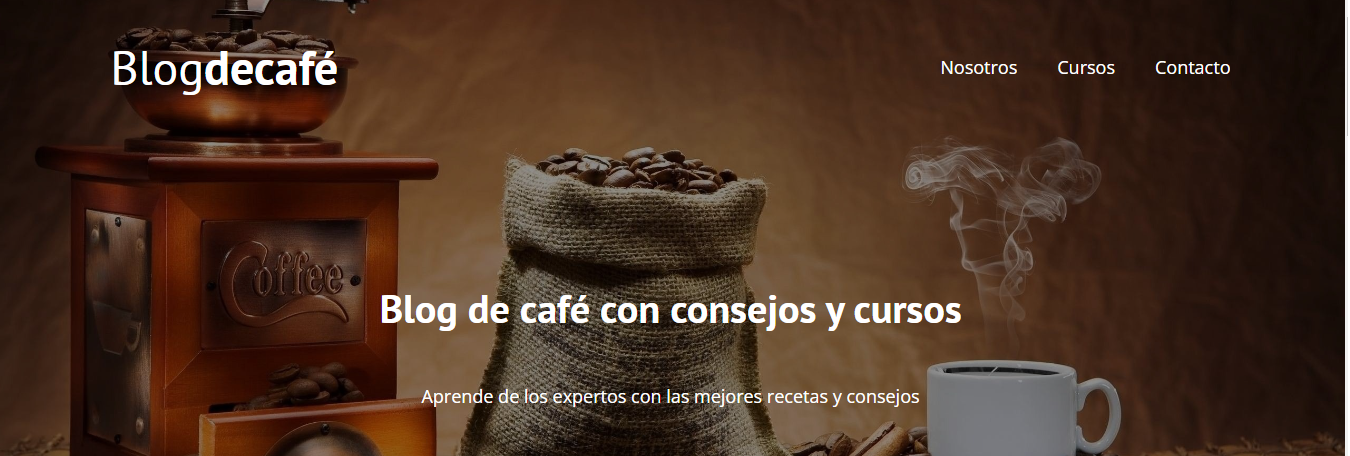 Blogdecafé
Nosotros Cursos Contacto
Coffee
Blog de café con consejos y cursos
Aprende de los expertos con las mejores recetas y consejos